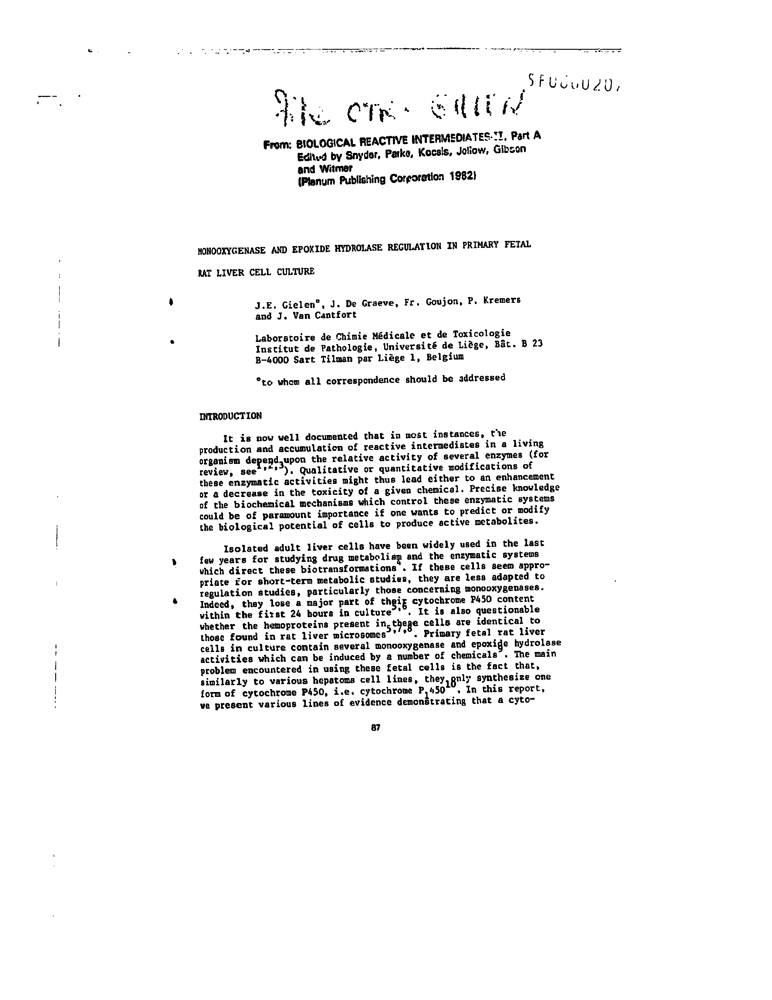 From: BIOLOGICAL REACTIVE INTERMEDIATES-II, Part A
Edited by Snyder, Parke, Kocsis, Jollow, Gibson
and Witmer
(Plenum Publishing Corporation 1982)
MONOOXYGENASE AND EPOXIDE HYDROLASE REGULATION IN PRIMARY FETAL
RAT LIVER CELL CULTURE
J.E. Gielen°, J. De Graeve, Fr. Goujon, P. Kremers
and J. Van Cantfort
Laboratoire de Chimie Médicale et de Toxicologie
Institut de Pathologie, Université de Liège, Bât. B 23
B-4000 Sart Tilman par Liège 1, Belgium
°to whom all correspondence should be addressed
INTRODUCTION
It is now well documented that in most instances, the
production and accumulation of reactive intermediates in a living
organism depend upon the relative activity of several enzymes (for
review, see 1,2,3). Qualitative or quantitative modifications of
these enzymatic activities might thus lead either to an enhancement
or a decrease in the toxicity of a given chemical. Precise knowledge
of the biochemical mechanisms which control these enzymatic systems
could be of paramount importance if one wants to predict or modify
the biological potential of cells to produce active metabolites.
Isolated adult liver cells have been widely used in the last
few years for studying drug metabolism and the enzymatic systems
which direct these biotransformations4. If these cells seem appro-
priate for short-term metabolic studies, they are less adapted to
regulation studies, particularly those concerning monooxygenases.
Indeed, they lose a major part of their cytochrome P450 content
within the first 24 hours in culture5,6. It is also questionable
whether the hemoproteins present in these cells are identical to
those found in rat liver microsomes5,7,8. Primary fetal rat liver
cells in culture contain several monooxygenase and epoxide hydrolase
activities which can be induced by a number of chemicals9. The main
problem encountered in using these fetal cells is the fact that,
similarly to various hepatoma cell lines, they only synthesize one
form of cytochrome P450, i.e. cytochrome P1450 10. In this report,
we present various lines of evidence demonstrating that a cyto-
87